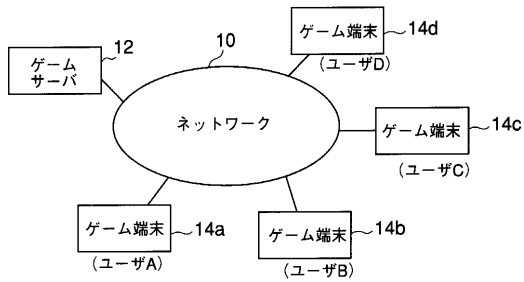 ゲーム端末
14d
(ユーザD)
12
10
ゲーム
サーバ
ネットワーク
ゲーム端末
14c
(ユーザC)
ゲーム端末
14a
(ユーザA)
ゲーム端末
14b
(ユーザB)